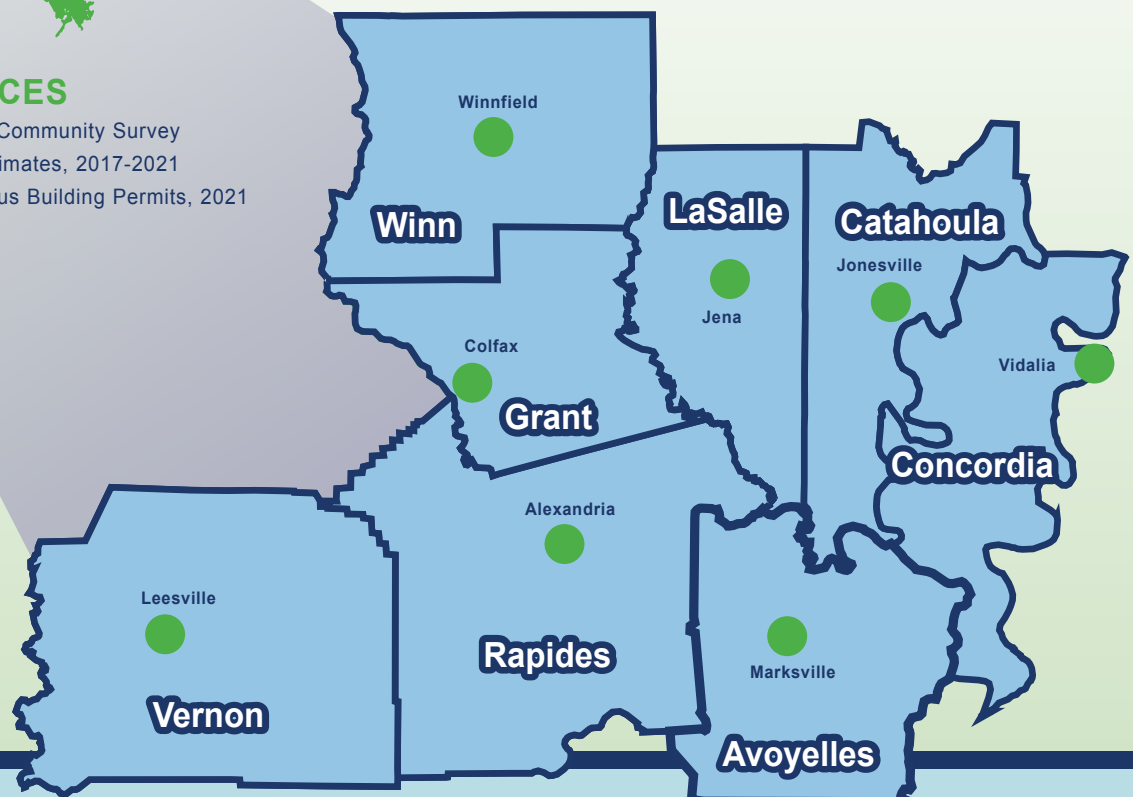 CES
Community Survey
imates, 2017-2021
us Building Permits, 2021
Winnfield
Winn
LaSalle
Catahoula
Jonesville
Jena
Colfax
Vidalia
Grant
Concordia
Alexandria
Leesville
Rapides
Marksville
Vernon
Avoyelles